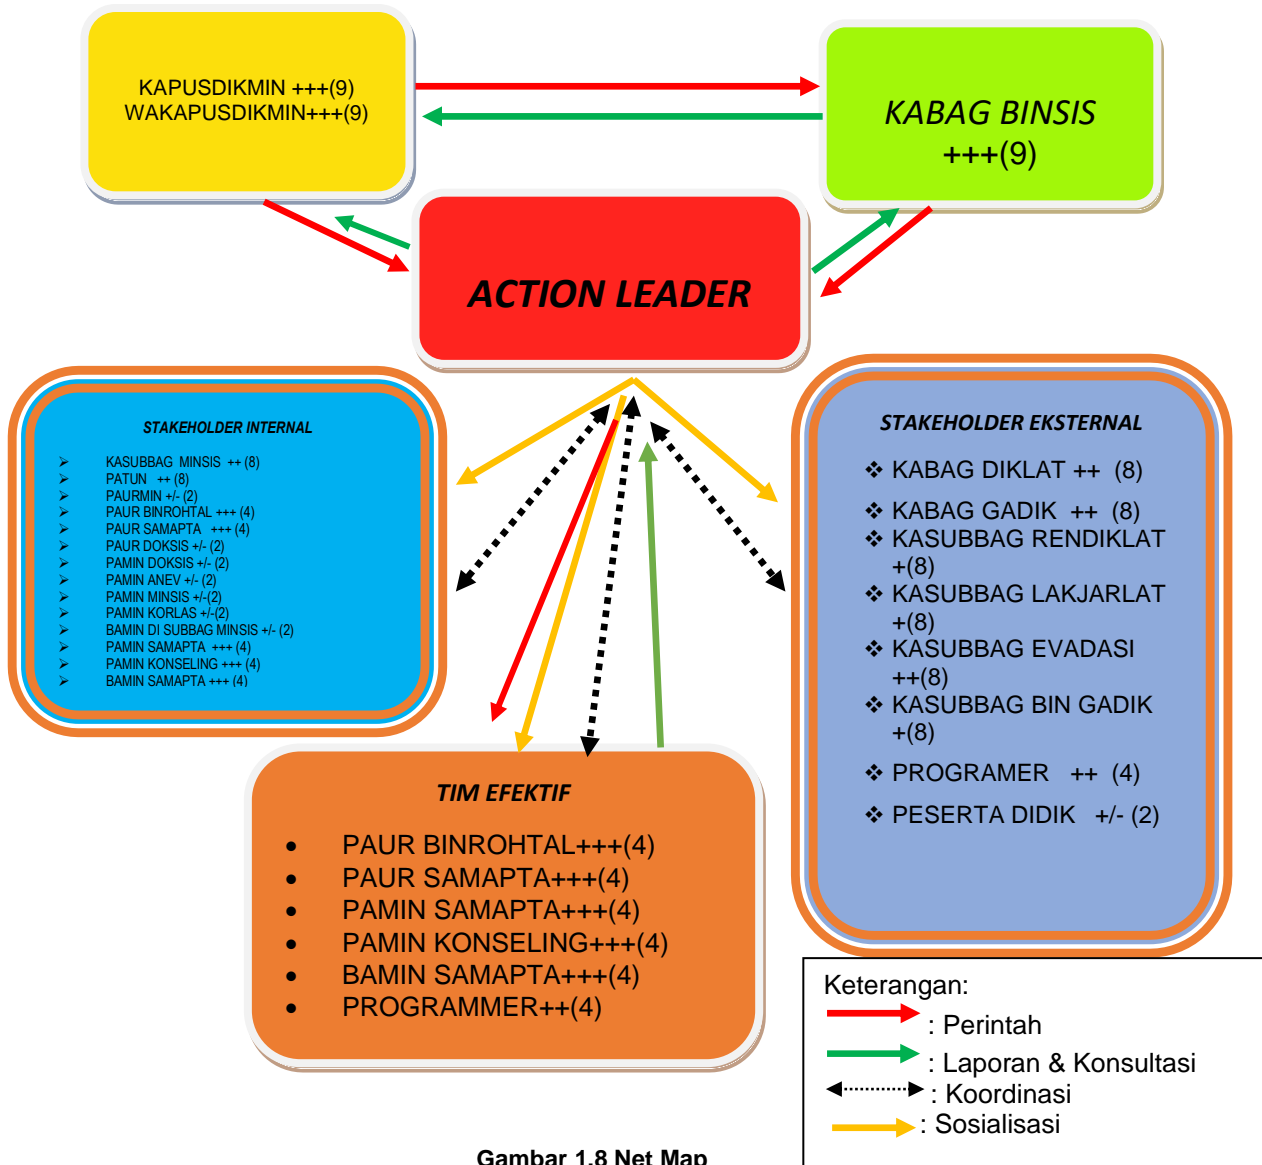 KAPUSDIKMIN +++(9)
WAKAPUSDIKMIN+++(9)
KABAG BINSIS
+++(9)
ACTION LEADER
STAKEHOLDER INTERNAL
➢ KASUBBAG MINSIS ++ (8)
➢ PATUN ++ (8)
➢ PAURMIN +/- (2)
➢ PAUR BINROHTAL +++ (4)
➢ PAUR SAMAPTA +++ (4)
➢ PAUR DOKSIS +/- (2)
➢ PAMIN DOKSIS +/- (2)
➢ PAMIN ANEV +/- (2)
➢ PAMIN MINSIS +/-(2)
➢ PAMIN KORLAS +/-(2)
➢ BAMIN DI SUBBAG MINSIS +/- (2)
➢ PAMIN SAMAPTA +++ (4)
➢ PAMIN KONSELING +++ (4)
➢ BAMIN SAMAPTA +++ (4)
STAKEHOLDER EKSTERNAL
❖ KABAG DIKLAT ++ (8)
❖ KABAG GADIK ++ (8)
❖ KASUBBAG RENDIKLAT
+(8)
❖ KASUBBAG LAKJARLAT
+(8)
❖ KASUBBAG EVADASI
++(8)
❖ KASUBBAG BIN GADIK
+(8)
❖ PROGRAMER ++ (4)
❖ PESERTA DIDIK +/- (2)
TIM EFEKTIF
• PAUR BINROHTAL+++(4)
• PAUR SAMAPTA+++(4)
• PAMIN SAMAPTA+++(4)
• PAMIN KONSELING+++(4)
• BAMIN SAMAPTA+++(4)
• PROGRAMMER++(4)
Keterangan:
: Perintah
: Laporan & Konsultasi
: Koordinasi
: Sosialisasi
Gambar 1.8 Net Map